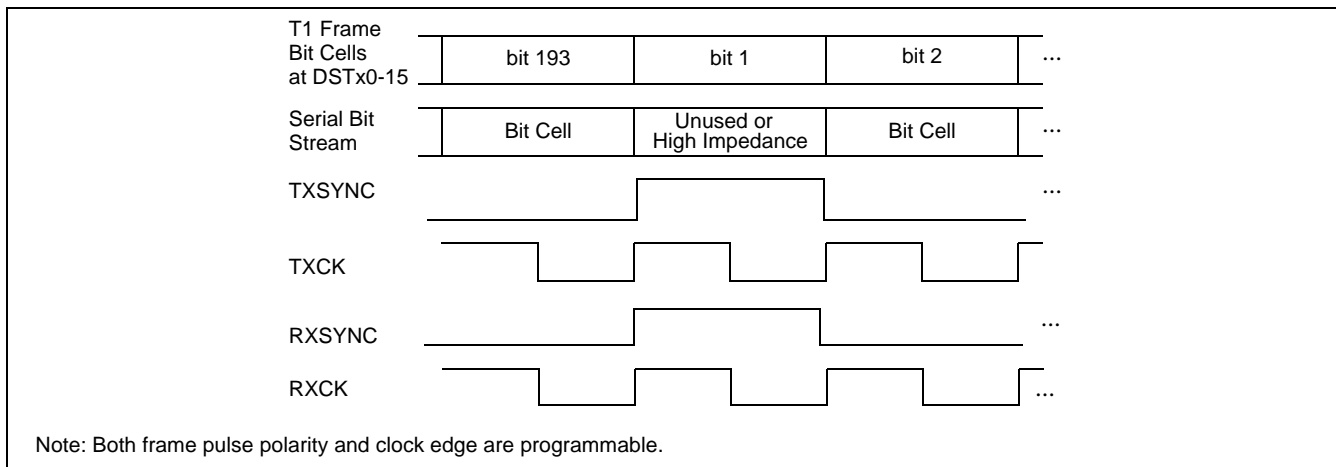 T1 Frame
Bit Cells
at DSTx0-15
bit 193
bit 1
bit 2
...
Serial Bit
Stream
Bit Cell
Unused or
High Impedance
Bit Cell
...
TXSYNC
...
TXCK
RXSYNC
...
RXCK
...
Note: Both frame pulse polarity and clock edge are programmable.